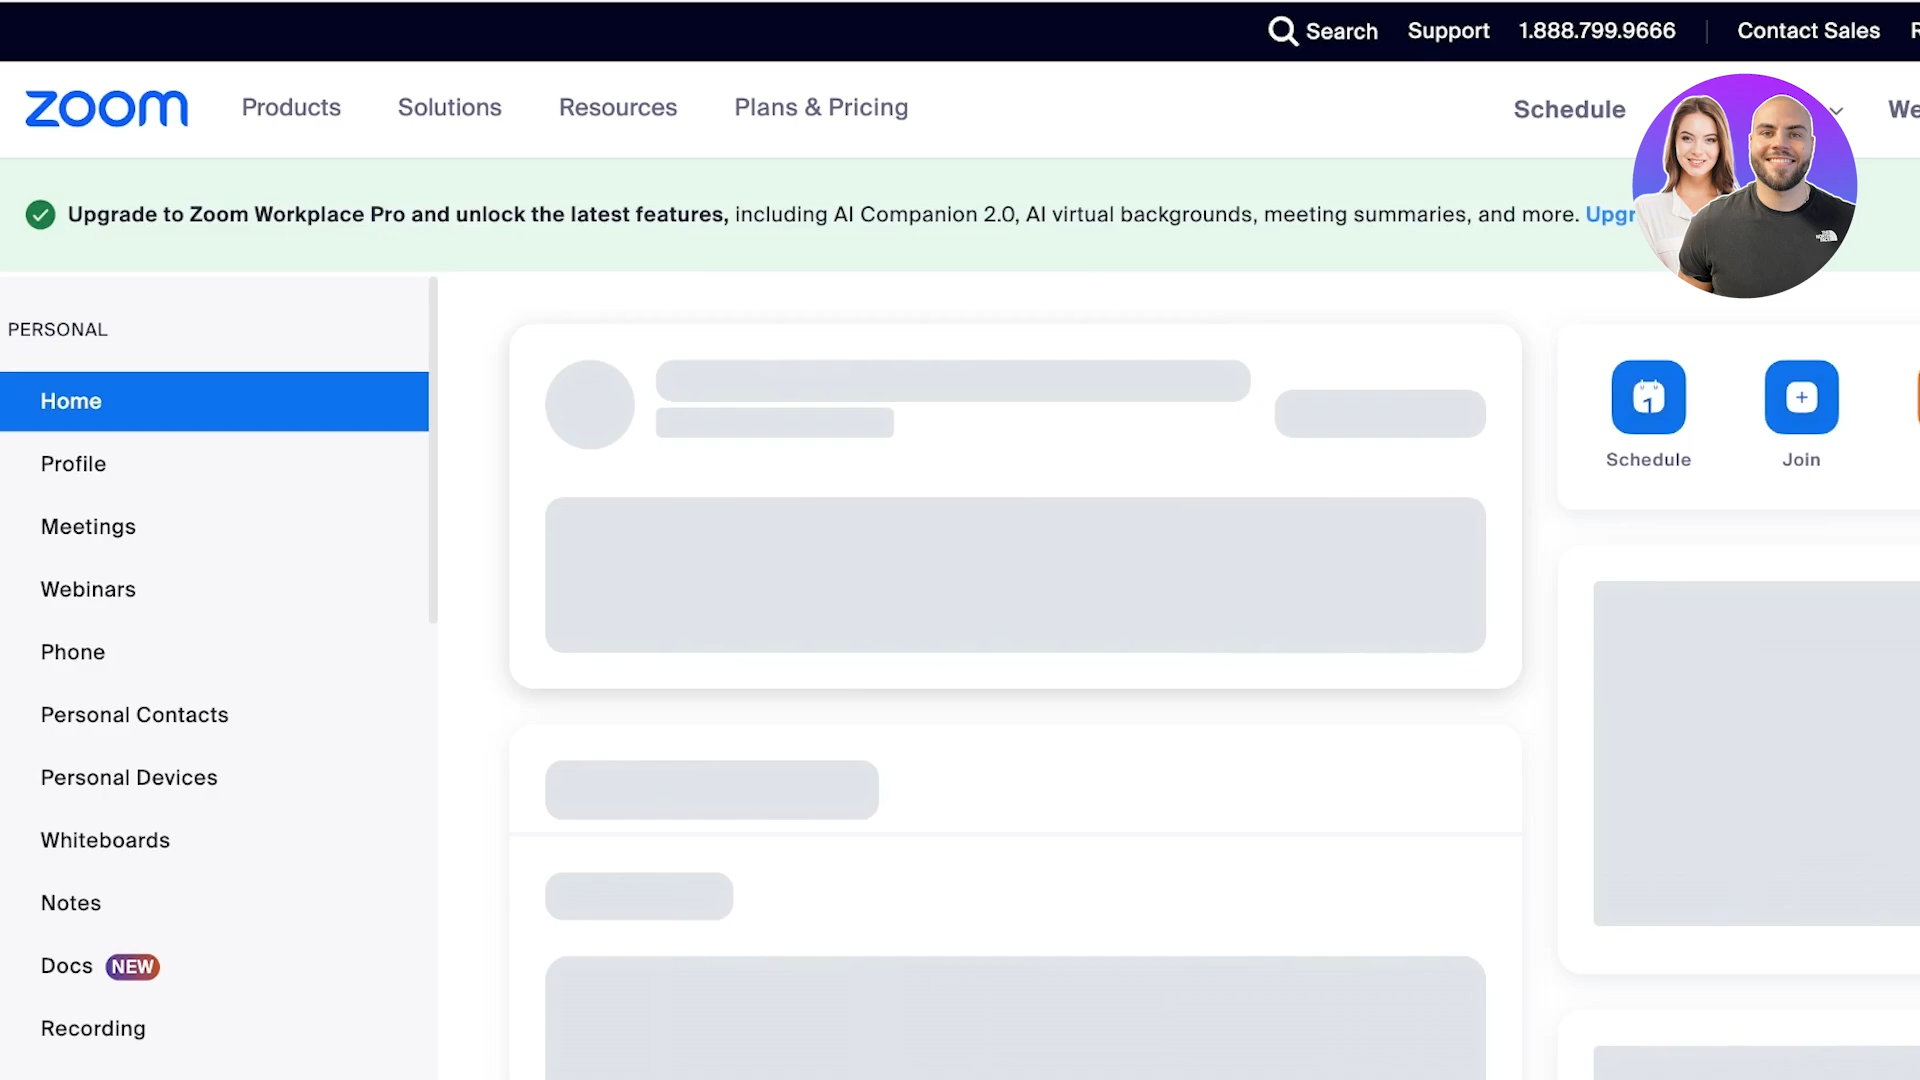 Search Support 1.888.799.9666 Contact Sales
zoom Products Solutions Resources Plans & Pricing Schedule
Upgrade to Zoom Workplace Pro and unlock the latest features, including AI Companion 2.0, AI virtual backgrounds, meeting summaries, and more.
PERSONAL
Home
Profile
Meetings
Webinars
Phone
Personal Contacts
Personal Devices
Whiteboards
Notes
Docs NEW
Recording
1
Schedule Join